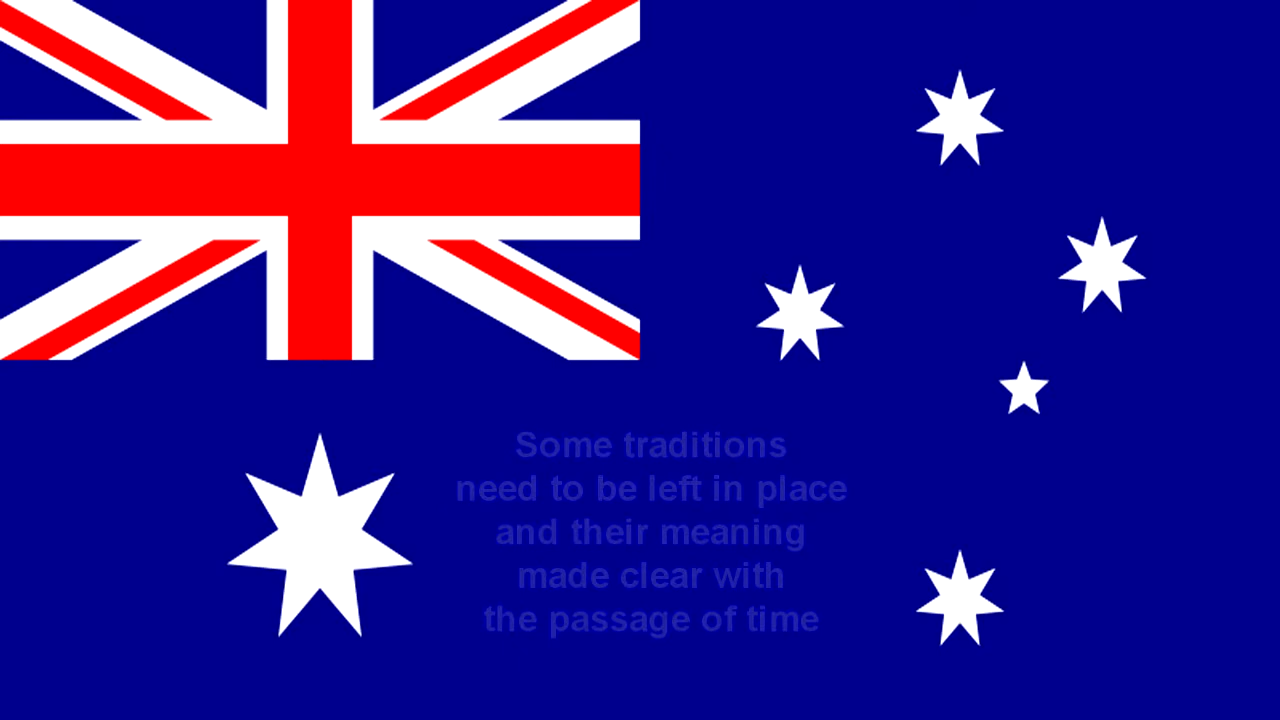 Some traditions
need to be left in place
and their meaning
made clear with
the passage of time